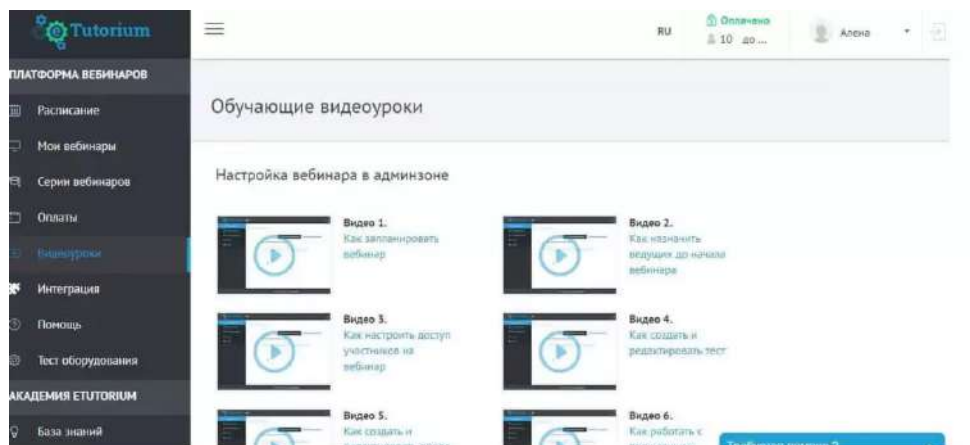 eTutorium
RU
Оплачено
10 до ...
Алена
ПЛАТФОРМА ВЕБИНАРОВ
Расписание
Мои вебинары
Серии вебинаров
Оплаты
Видеоуроки
Интеграция
Помощь
Тест оборудования
АКАДЕМИЯ ETUTORIUM
База знаний
Обучающие видеоуроки
Настройка вебинара в админзоне
Видео 1.
Как запланировать
вебинар
Видео 2.
Как назначить
ведущих до начала
вебинара
Видео 3.
Как настроить доступ
участников на
вебинар
Видео 4.
Как создать и
редактировать тест
Видео 5.
Как создать и
Видео 6.
Как работать с